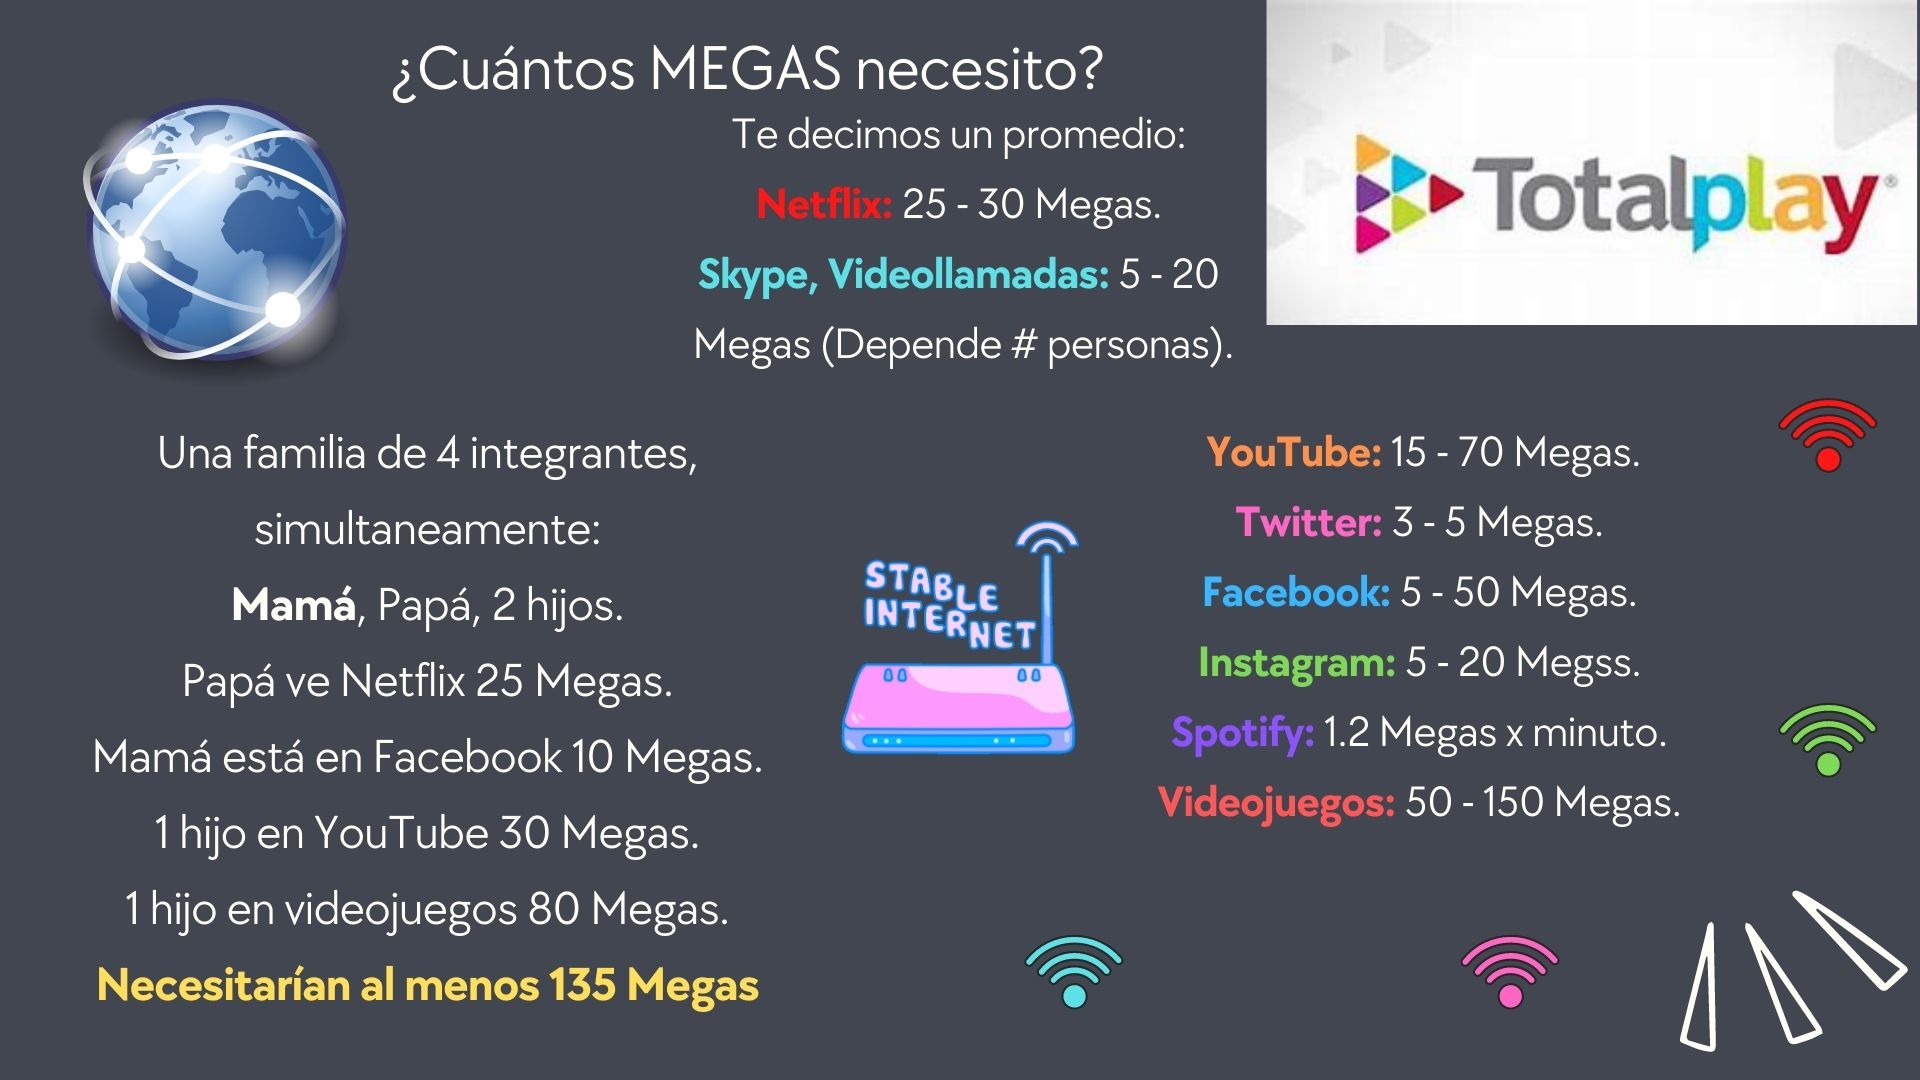 ¿Cuántos MEGAS necesito?
Te decimos un promedio:
Netflix: 25 - 30 Megas.
Skype, Videollamadas: 5 - 20
Megas (Depende # personas).
Totalplay®
Una familia de 4 integrantes,
simultaneamente:
Mamá, Papá, 2 hijos.
Papá ve Netflix 25 Megas.
Mamá está en Facebook 10 Megas.
1 hijo en YouTube 30 Megas.
1 hijo en videojuegos 80 Megas.
Necesitarían al menos 135 Megas
STABLE
INTERNET
YouTube: 15 - 70 Megas.
Twitter: 3 - 5 Megas.
Facebook: 5 - 50 Megas.
Instagram: 5 - 20 Megss.
Spotify: 1.2 Megas x minuto.
Videojuegos: 50 - 150 Megas.